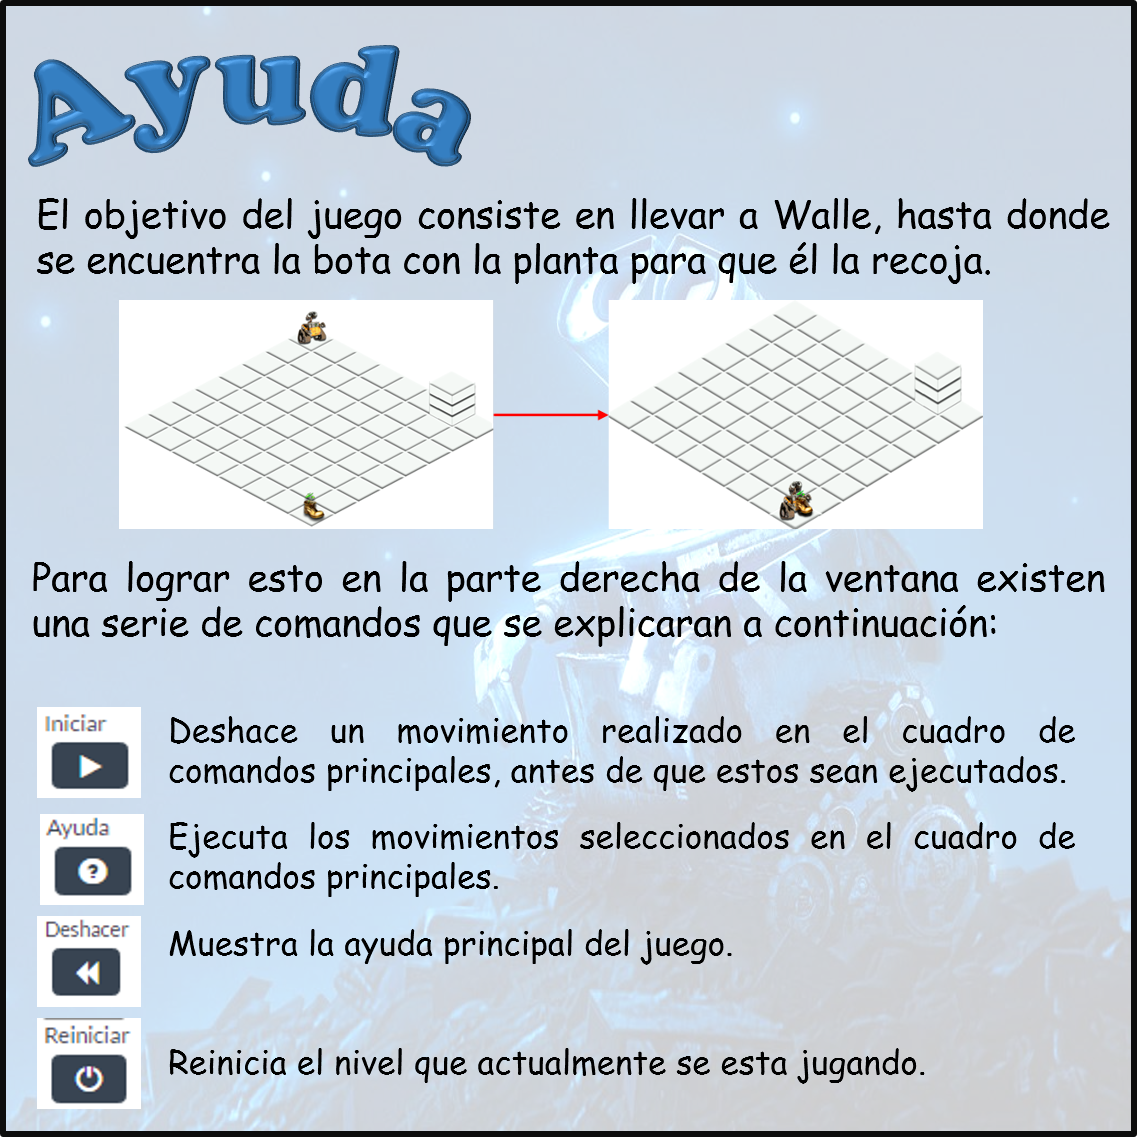 Ayuda
El objetivo del juego consiste en llevar a Walle, hasta donde
se encuentra la bota con la planta para que él la recoja.
Para lograr esto en la parte derecha de la ventana existen
una serie de comandos que se explicaran a continuación:
Iniciar
Deshace un movimiento realizado en el cuadro de
comandos principales, antes de que estos sean ejecutados.
Ayuda
Ejecuta los movimientos seleccionados en el cuadro de
comandos principales.
Deshacer
Muestra la ayuda principal del juego.
Reiniciar
Reinicia el nivel que actualmente se esta jugando.